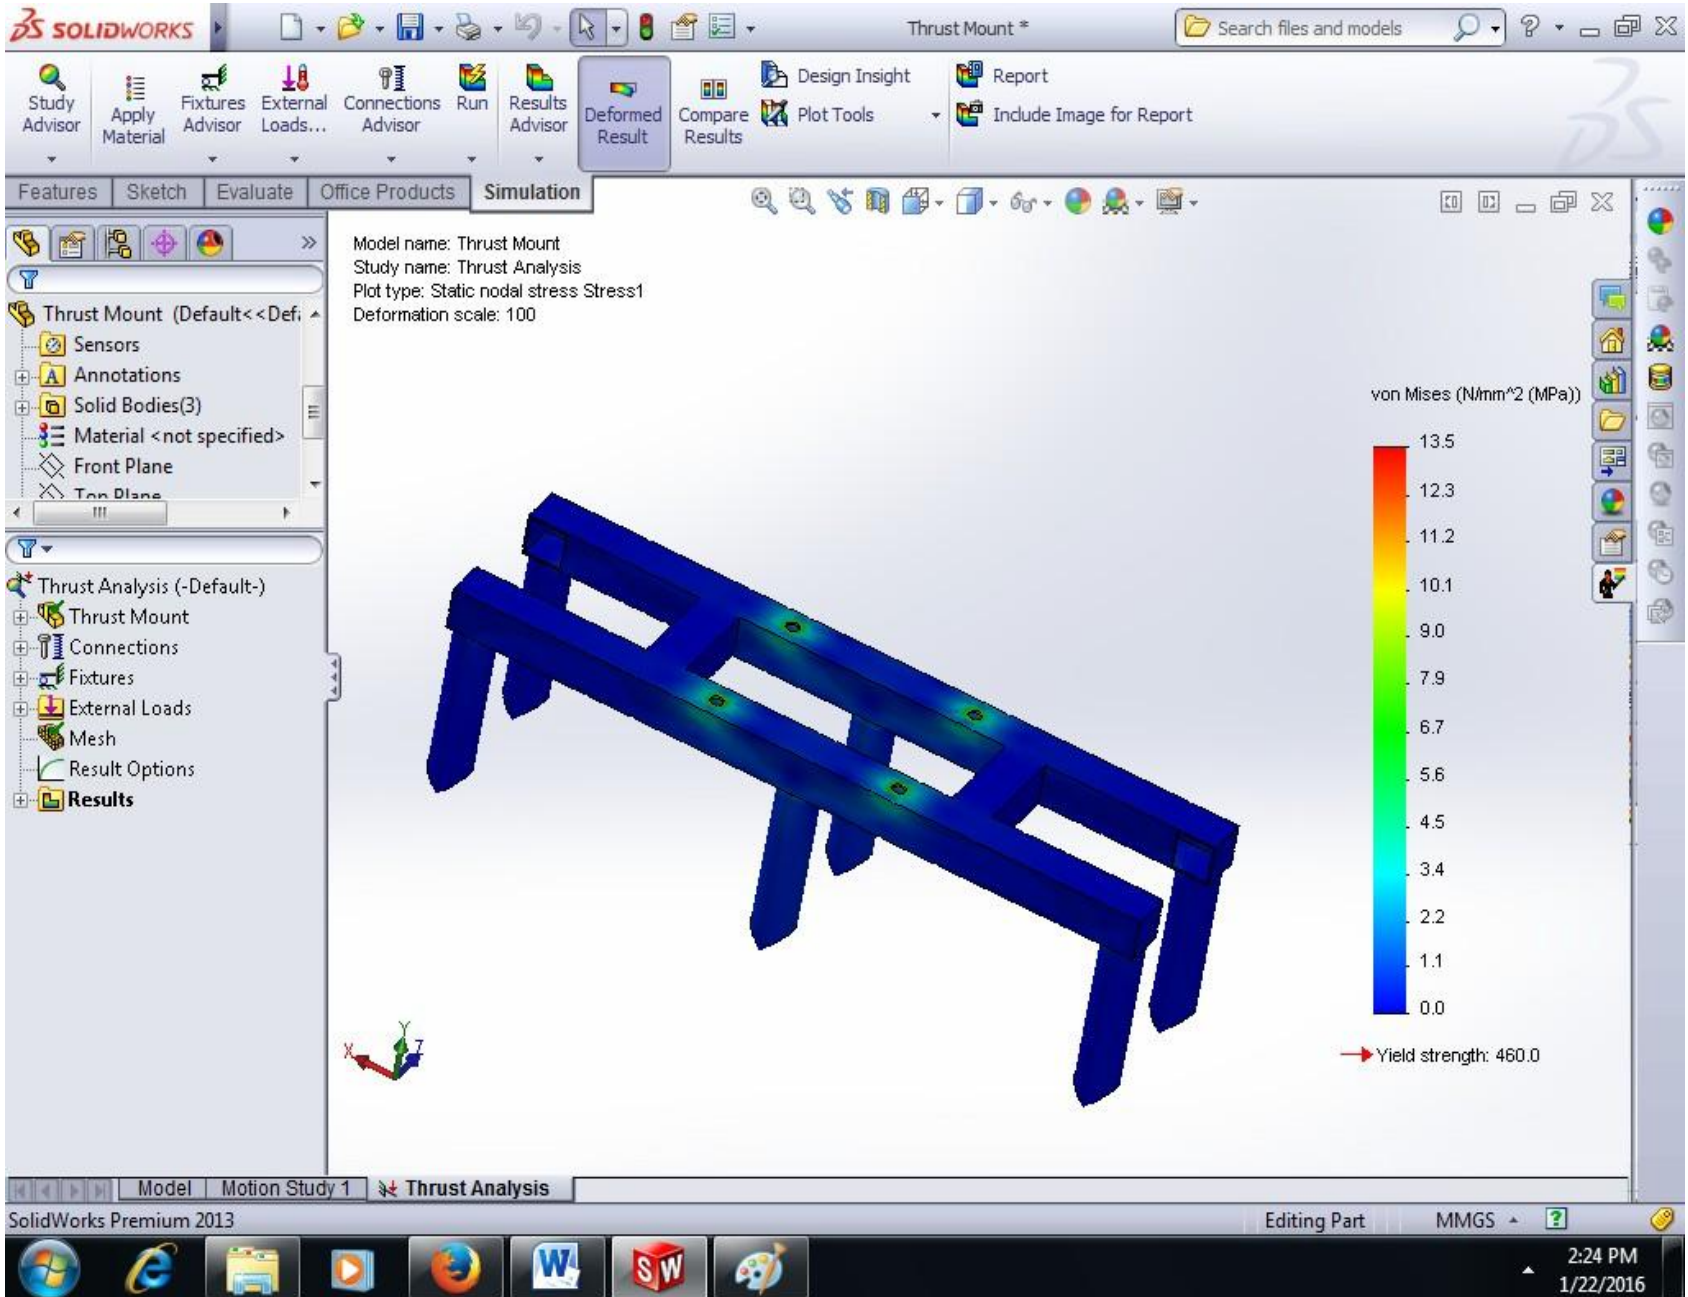 SOLIDWORKS
Thrust Mount *
Search files and models
Study Advisor
Apply Material
Fixtures Advisor
External Loads...
Connections Advisor
Run
Results Advisor
Deformed Result
Compare Results
Design Insight
Plot Tools
Report
Include Image for Report
Features
Sketch
Evaluate
Office Products
Simulation
Model name: Thrust Mount
Study name: Thrust Analysis
Plot type: Static nodal stress Stress1
Deformation scale: 100
Thrust Mount (Default<<Defa
Sensors
Annotations
Solid Bodies(3)
Material <not specified>
Front Plane
Top Plane
Thrust Analysis (-Default-)
Thrust Mount
Connections
Fixtures
External Loads
Mesh
Result Options
Results
von Mises (N/mm^2 (MPa))
13.5
12.3
11.2
10.1
9.0
7.9
6.7
5.6
4.5
3.4
2.2
1.1
0.0
Yield strength: 460.0
X
Y
Z
Model
Motion Study 1
Thrust Analysis
SolidWorks Premium 2013
Editing Part
MMGS
2:24 PM
1/22/2016